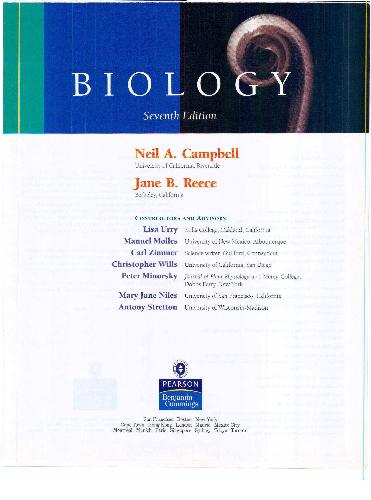 BIOLOGY
Seventh Edition
Neil A. Campbell
University of California, Riverside
Jane B. Reece
Berkeley, California
CONTRIBUTORS AND ADVISORS
Lisa Urry Mills College, Oakland, California
Manuel Molles University of New Mexico, Albuquerque
Carl Zimmer Science writer, Guilford, Connecticut
Christopher Wills University of California, San Diego
Peter Minorsky Journal of Plant Physiology and Mercy College,
Dobbs Ferry, New York
Mary Jane Niles University of San Francisco, California
Antony Stretton University of Wisconsin-Madison
PEARSON
Benjamin
Cummings
San Francisco Boston New York
Cape Town Hong Kong London Madrid Mexico City
Montreal Munich Paris Singapore Sydney Tokyo Toronto